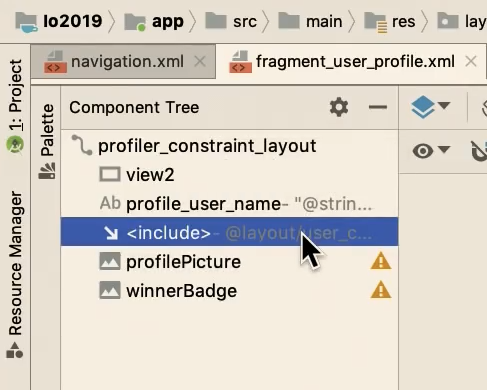 Io2019 app src main res lay
navigation.xml fragment_user_profile.xml
1: Project
Resource Manager
Palette
Component Tree
profiler_constraint_layout
view2
Ab profile_user_name- "@strin...
<include>- @layout/user_c...
profilePicture
winnerBadge